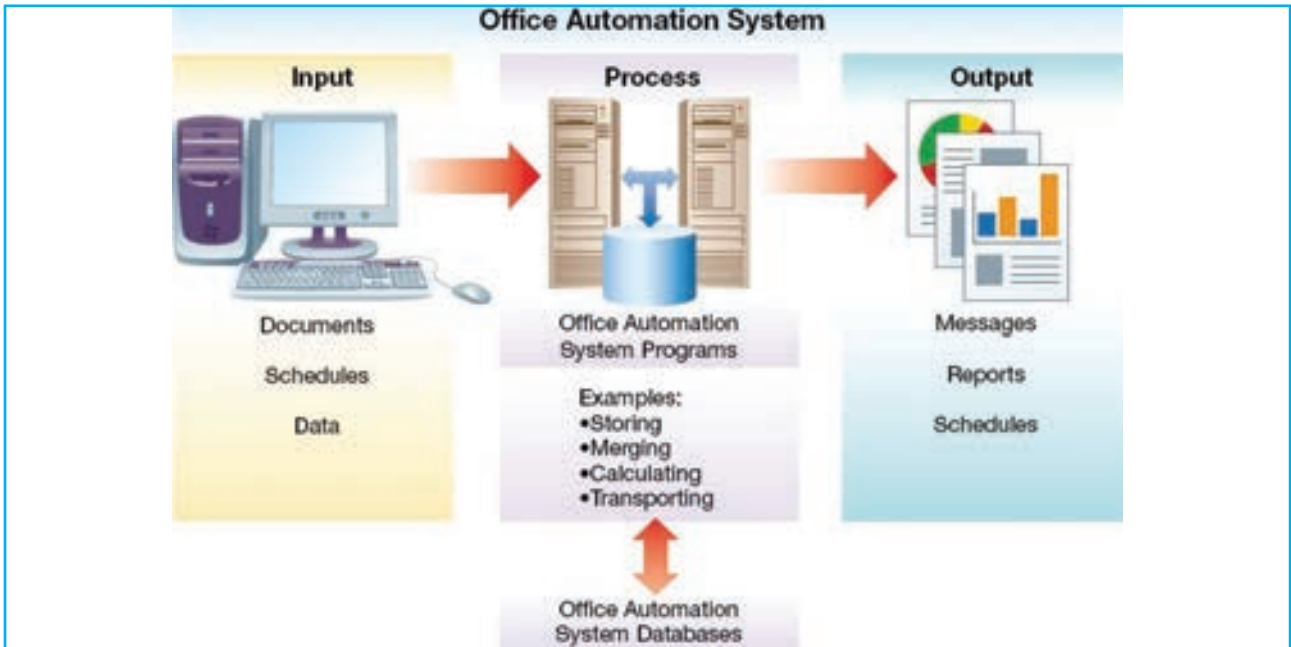 Office Automation System
Input
Documents
Schedules
Data
Process
Office Automation
System Programs
Examples:
•Storing
•Merging
•Calculating
•Transporting
Office Automation
System Databases
Output
Messages
Reports
Schedules